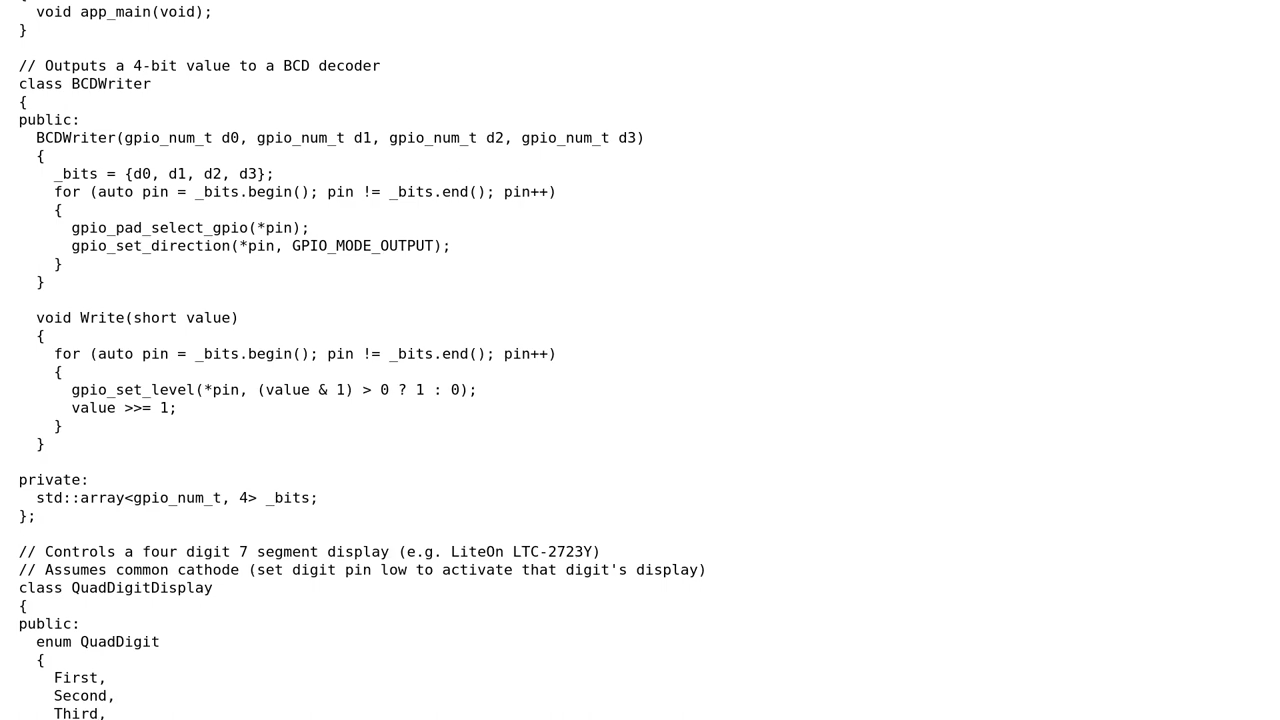 void app_main(void);
}
// Outputs a 4-bit value to a BCD decoder
class BCDWriter
{
public:
  BCDWriter(gpio_num_t d0, gpio_num_t d1, gpio_num_t d2, gpio_num_t d3)
  {
    _bits = {d0, d1, d2, d3};
    for (auto pin = _bits.begin(); pin != _bits.end(); pin++)
    {
      gpio_pad_select_gpio(*pin);
      gpio_set_direction(*pin, GPIO_MODE_OUTPUT);
    }
  }
  void Write(short value)
  {
    for (auto pin = _bits.begin(); pin != _bits.end(); pin++)
    {
      gpio_set_level(*pin, (value & 1) > 0 ? 1 : 0);
      value >>= 1;
    }
  }
private:
  std::array<gpio_num_t, 4> _bits;
};
// Controls a four digit 7 segment display (e.g. LiteOn LTC-2723Y)
// Assumes common cathode (set digit pin low to activate that digit's display)
class QuadDigitDisplay
{
public:
  enum QuadDigit
  {
    First,
    Second,
    Third,